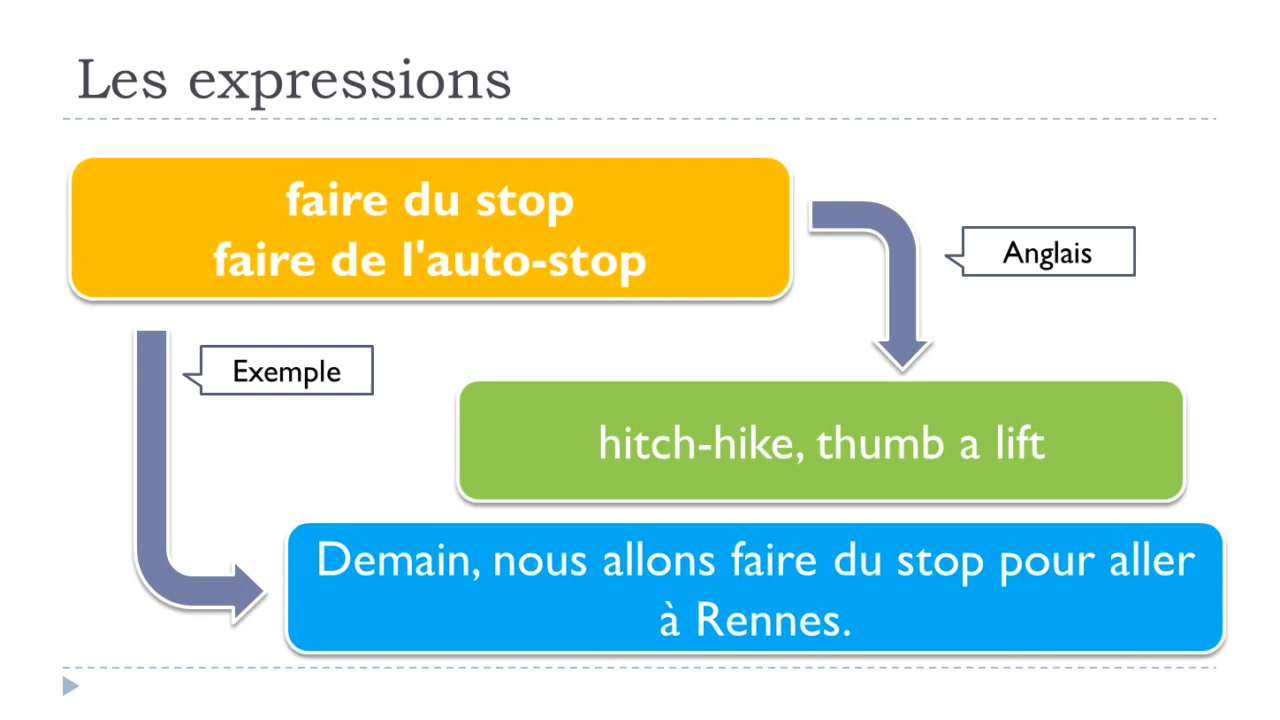 Les expressions
faire du stop
faire de l'auto-stop
Anglais
Exemple
hitch-hike, thumb a lift
Demain, nous allons faire du stop pour aller
à Rennes.